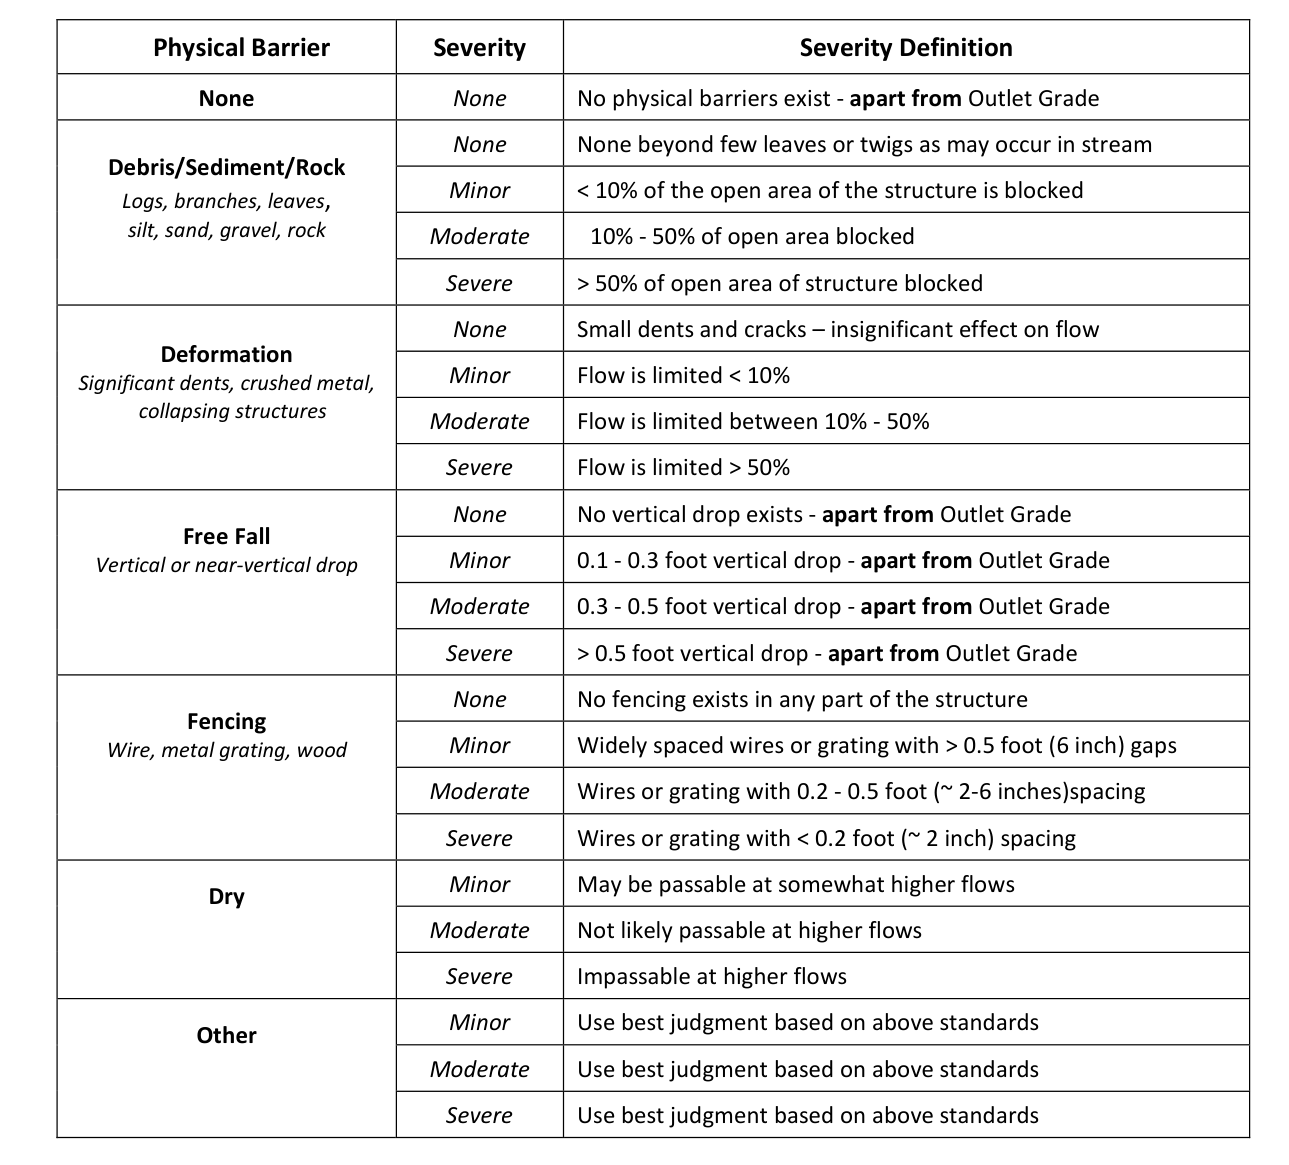 Physical Barrier Severity Severity Definition
None None No physical barriers exist - apart from Outlet Grade
Debris/Sediment/Rock
Logs, branches, leaves,
silt, sand, gravel, rock
None None beyond few leaves or twigs as may occur in stream
Minor < 10% of the open area of the structure is blocked
Moderate 10% - 50% of open area blocked
Severe > 50% of open area of structure blocked
Deformation
Significant dents, crushed metal,
collapsing structures
None Small dents and cracks – insignificant effect on flow
Minor Flow is limited < 10%
Moderate Flow is limited between 10% - 50%
Severe Flow is limited > 50%
Free Fall
Vertical or near-vertical drop
None No vertical drop exists - apart from Outlet Grade
Minor 0.1 - 0.3 foot vertical drop - apart from Outlet Grade
Moderate 0.3 - 0.5 foot vertical drop - apart from Outlet Grade
Severe > 0.5 foot vertical drop - apart from Outlet Grade
Fencing
Wire, metal grating, wood
None No fencing exists in any part of the structure
Minor Widely spaced wires or grating with > 0.5 foot (6 inch) gaps
Moderate Wires or grating with 0.2 - 0.5 foot (~ 2-6 inches)spacing
Severe Wires or grating with < 0.2 foot (~ 2 inch) spacing
Dry
Minor May be passable at somewhat higher flows
Moderate Not likely passable at higher flows
Severe Impassable at higher flows
Other
Minor Use best judgment based on above standards
Moderate Use best judgment based on above standards
Severe Use best judgment based on above standards